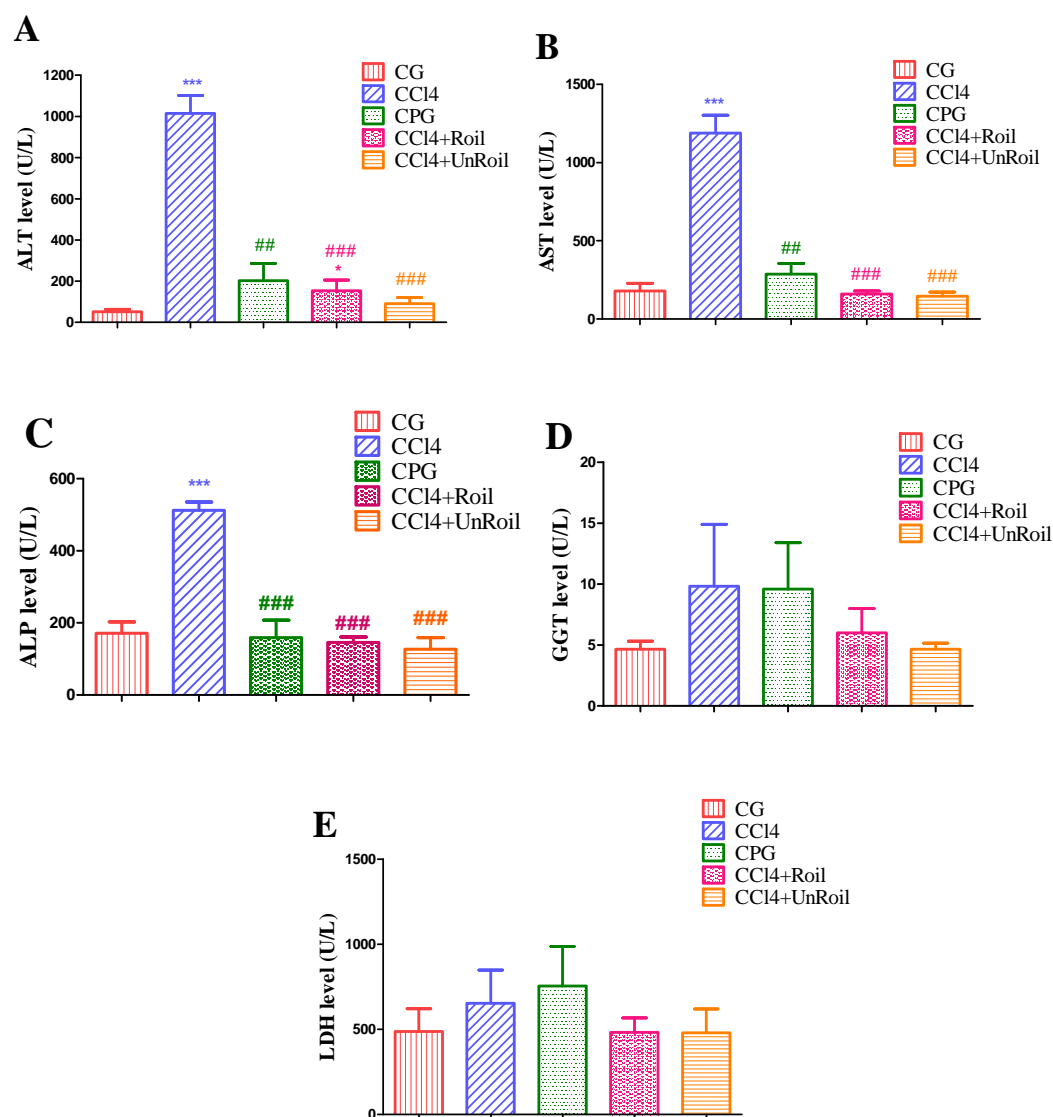 A
ALT level (U/L)
1200
1000
800
600
400
200
0
***
##
###
*
###
CG
CCl4
CPG
CCl4+Roil
CCl4+UnRoil
B
AST level (U/L)
1500
1000
500
0
***
##
###
###
CG
CCl4
CPG
CCl4+Roil
CCl4+UnRoil
C
ALP level (U/L)
600
400
200
0
***
###
###
###
CG
CCl4
CPG
CCl4+Roil
CCl4+UnRoil
D
GGT level (U/L)
20
15
10
5
0
CG
CCl4
CPG
CCl4+Roil
CCl4+UnRoil
E
LDH level (U/L)
1500
1000
500
0
CG
CCl4
CPG
CCl4+Roil
CCl4+UnRoil